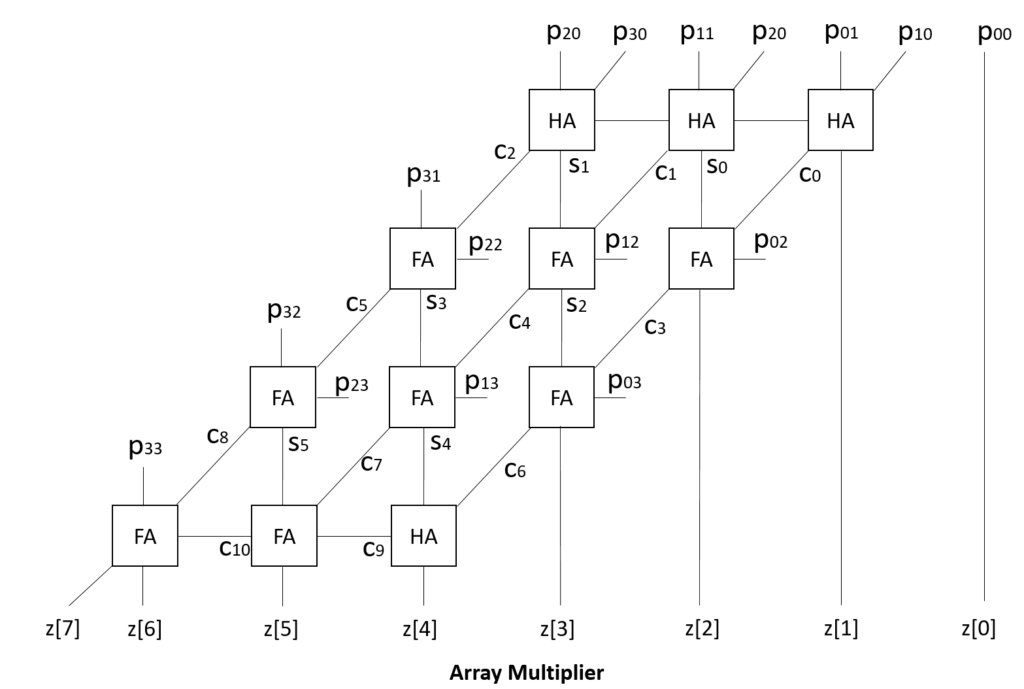 p20 p30 p11 p20 p01 p10 p00
HA HA HA
c2 s1 c1 s0 c0
p31
FA p22 FA p12 FA p02
c5 s3 c4 s2 c3
p32
FA p23 FA p13 FA p03
c8 s5 c7 s4 c6
p33
FA c10 FA c9 HA
z[7] z[6] z[5] z[4] z[3] z[2] z[1] z[0]
Array Multiplier